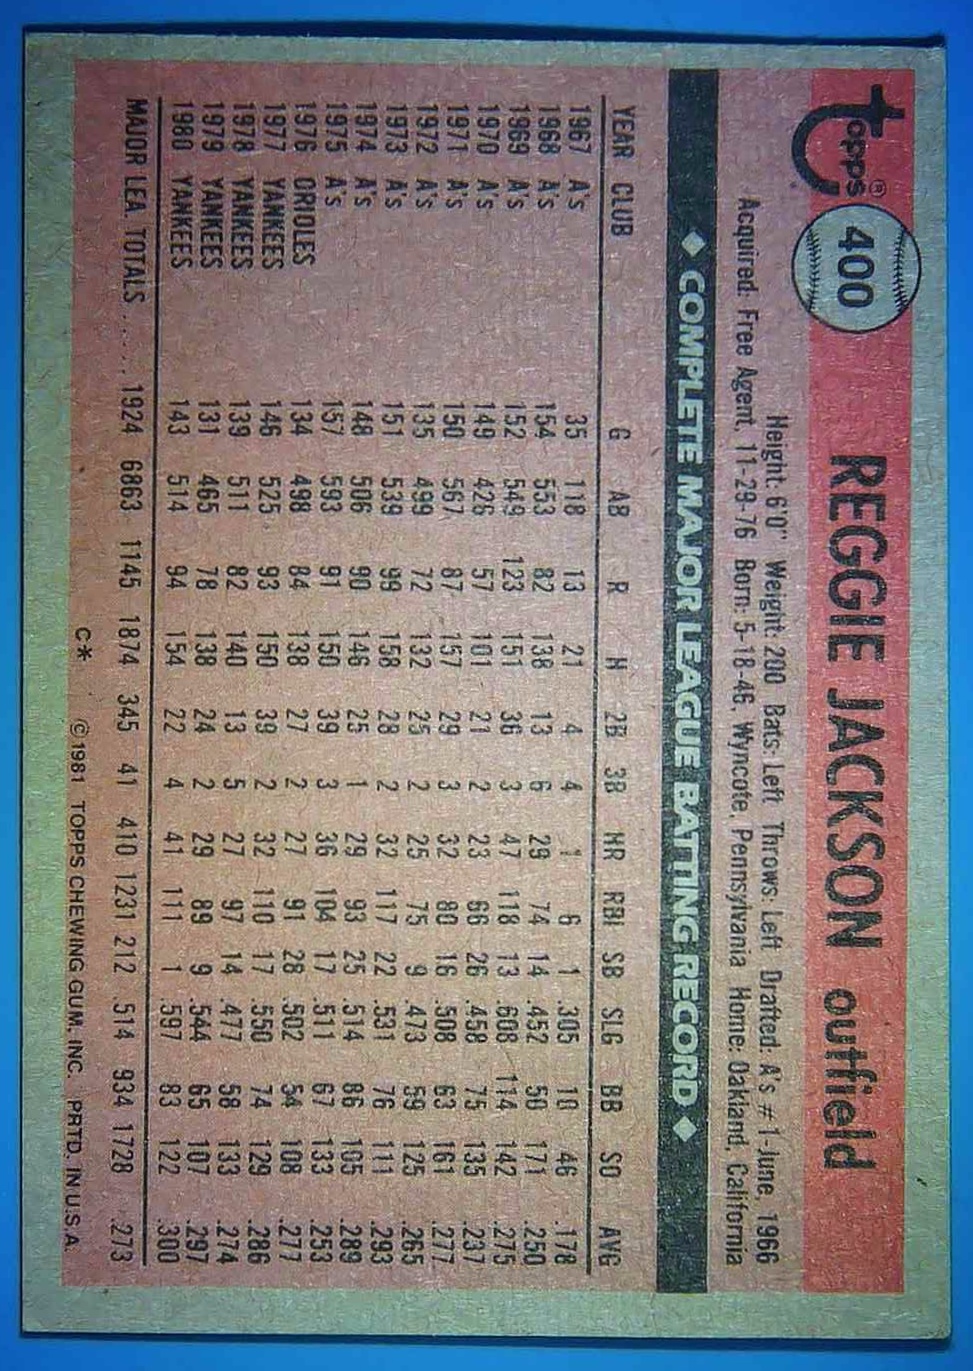 Topps® 400 REGGIE JACKSON outfield
Height: 6'0" Weight: 200 Bats: Left Throws: Left Drafted: A's #1-June, 1966
Acquired: Free Agent, 11-29-76 Born: 5-18-46, Wyncote, Pennsylvania Home: Oakland, California
◆ COMPLETE MAJOR LEAGUE BATTING RECORD ◆
YEAR CLUB G AB R H 2B 3B HR RBI SB SLG BB SO AVG
1967 A's 35 118 13 21 4 4 1 6 1 .305 10 46 .178
1968 A's 154 553 82 138 13 6 29 74 14 .452 50 171 .250
1969 A's 152 549 123 151 36 3 47 118 13 .608 114 142 .275
1970 A's 149 426 57 101 21 2 23 66 26 .458 75 135 .237
1971 A's 150 567 87 157 29 3 32 80 16 .508 63 161 .277
1972 A's 135 499 72 132 25 2 25 75 9 .473 59 125 .265
1973 A's 151 539 99 158 28 2 32 117 22 .531 76 111 .293
1974 A's 148 506 90 146 25 1 29 93 25 .514 86 105 .289
1975 A's 157 593 91 150 39 3 36 104 17 .511 67 133 .253
1976 ORIOLES 134 498 84 138 27 2 27 91 28 .502 54 108 .277
1977 YANKEES 146 525 93 150 39 2 32 110 17 .550 74 129 .286
1978 YANKEES 139 511 82 140 13 5 27 97 14 .477 58 133 .274
1979 YANKEES 131 465 78 138 24 2 29 89 9 .544 65 107 .297
1980 YANKEES 143 514 94 154 22 4 41 111 1 .597 83 122 .300
MAJOR LEA. TOTALS ...... 1924 6863 1145 1874 345 41 410 1231 212 .514 934 1728 .273
C* © 1981 TOPPS CHEWING GUM, INC. PRTD. IN U.S.A.